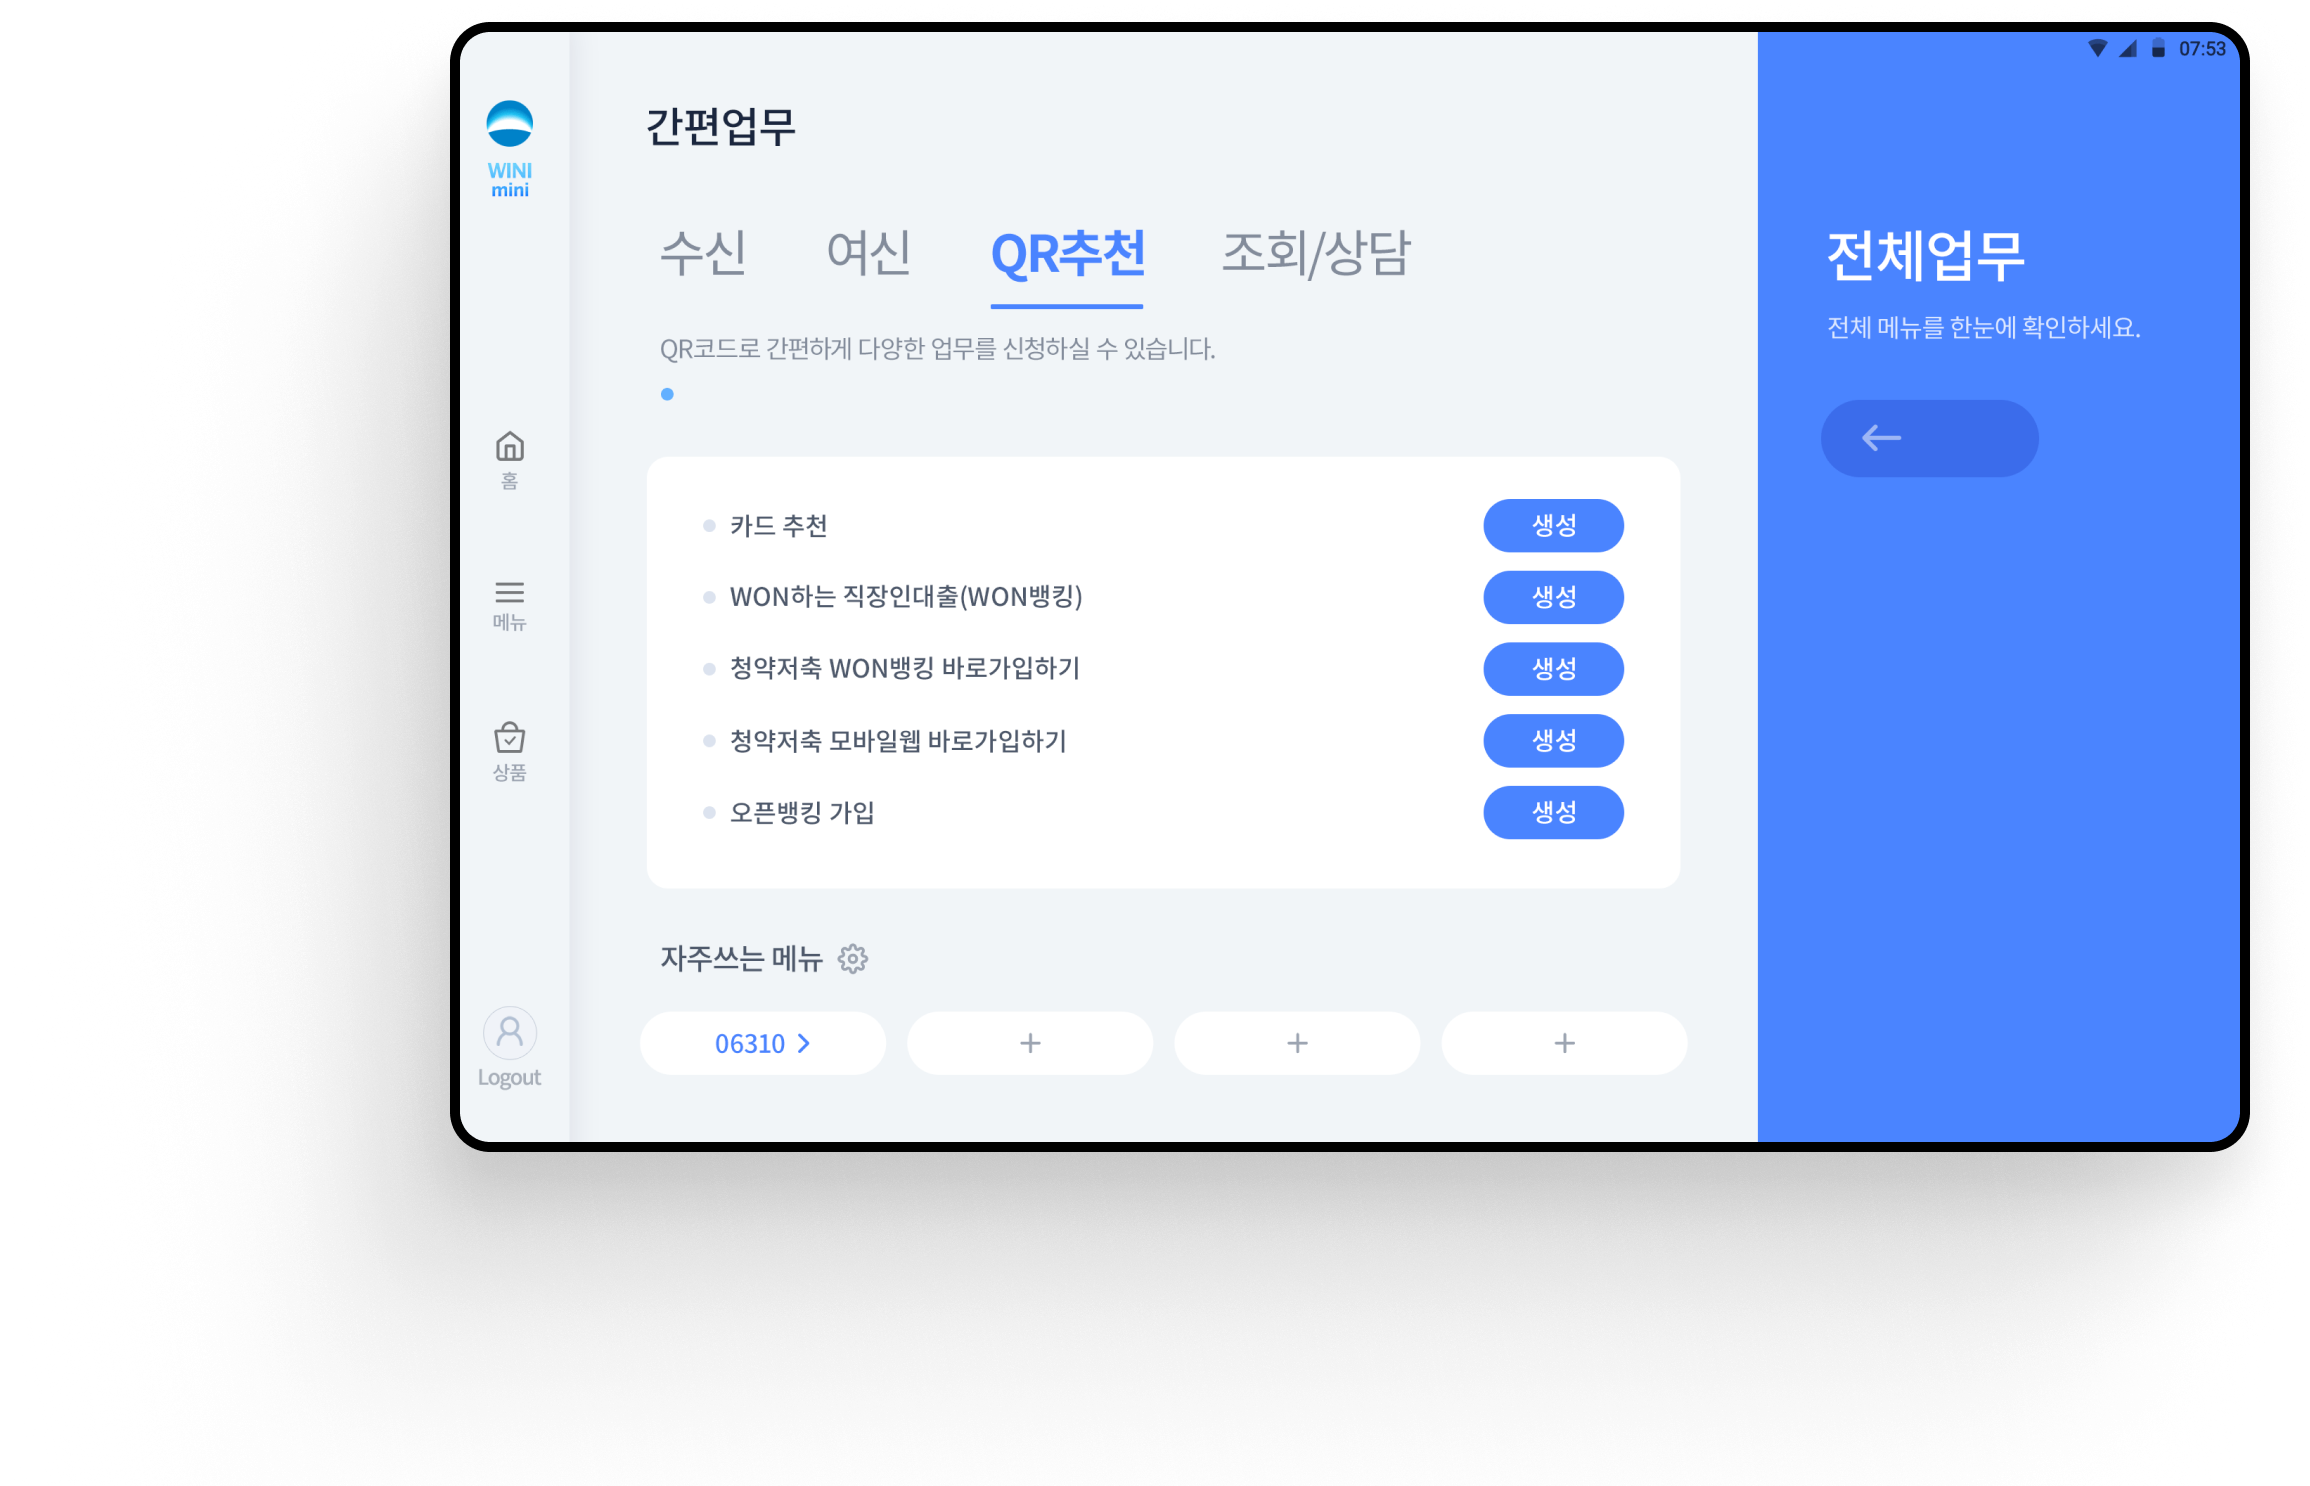 07:53
WINI
mini
홈
메뉴
상품
Logout
간편업무
수신 여신 QR추천 조회/상담
QR코드로 간편하게 다양한 업무를 신청하실 수 있습니다.
카드 추천 생성
WON하는 직장인대출(WON뱅킹) 생성
청약저축 WON뱅킹 바로가입하기 생성
청약저축 모바일웹 바로가입하기 생성
오픈뱅킹 가입 생성
자주쓰는 메뉴
06310
전체업무
전체 메뉴를 한눈에 확인하세요.